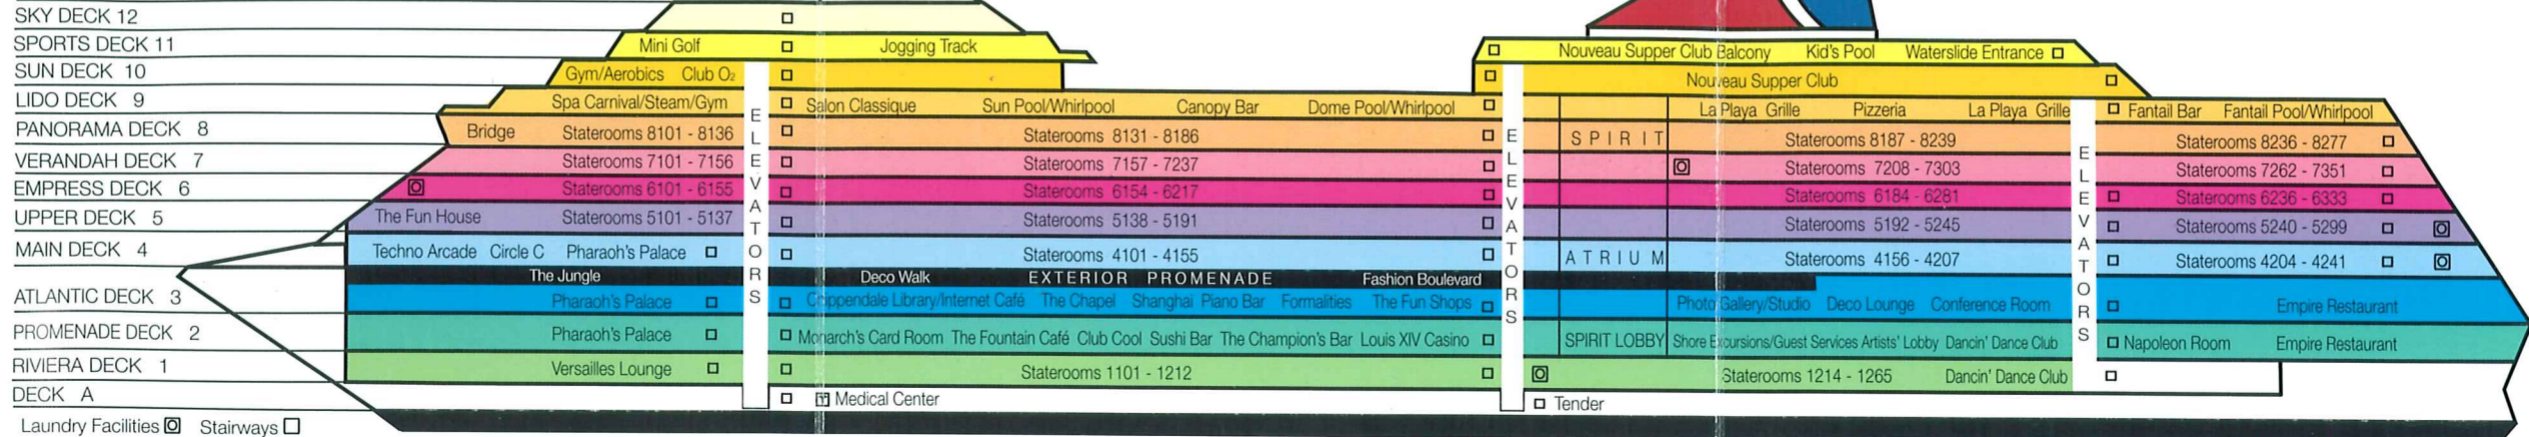 SKY DECK 12
SPORTS DECK 11 Mini Golf Jogging Track Nouveau Supper Club Balcony Kid's Pool Waterslide Entrance
SUN DECK 10 Gym/Aerobics Club O2 Nouveau Supper Club
LIDO DECK 9 Spa Carnival/Steam/Gym Salon Classique Sun Pool/Whirlpool Canopy Bar Dome Pool/Whirlpool La Playa Grille Pizzeria La Playa Grille Fantail Bar Fantail Pool/Whirlpool
PANORAMA DECK 8 Bridge Staterooms 8101 - 8136 Staterooms 8131 - 8186 SPIRIT Staterooms 8187 - 8239 Staterooms 8236 - 8277
VERANDAH DECK 7 Staterooms 7101 - 7156 Staterooms 7157 - 7237 Staterooms 7208 - 7303 Staterooms 7262 - 7351
EMPRESS DECK 6 Staterooms 6101 - 6155 Staterooms 6154 - 6217 Staterooms 6184 - 6281 Staterooms 6236 - 6333
UPPER DECK 5 The Fun House Staterooms 5101 - 5137 Staterooms 5138 - 5191 Staterooms 5192 - 5245 Staterooms 5240 - 5299
MAIN DECK 4 Techno Arcade Circle C Pharaoh's Palace Staterooms 4101 - 4155 ATRIUM Staterooms 4156 - 4207 Staterooms 4204 - 4241
The Jungle Deco Walk EXTERIOR PROMENADE Fashion Boulevard
ATLANTIC DECK 3 Pharaoh's Palace Chippendale Library/Internet Café The Chapel Shanghai Piano Bar Formalities The Fun Shops Photo Gallery/Studio Deco Lounge Conference Room Empire Restaurant
PROMENADE DECK 2 Pharaoh's Palace Monarch's Card Room The Fountain Café Club Cool Sushi Bar The Champion's Bar Louis XIV Casino SPIRIT LOBBY Shore Excursions/Guest Services Artists' Lobby Dancin' Dance Club Napoleon Room Empire Restaurant
RIVIERA DECK 1 Versailles Lounge Staterooms 1101 - 1212 Staterooms 1214 - 1265 Dancin' Dance Club
DECK A Medical Center Tender
Laundry Facilities Stairways
ELEVATORS
ELEVATORS
ELEVATORS